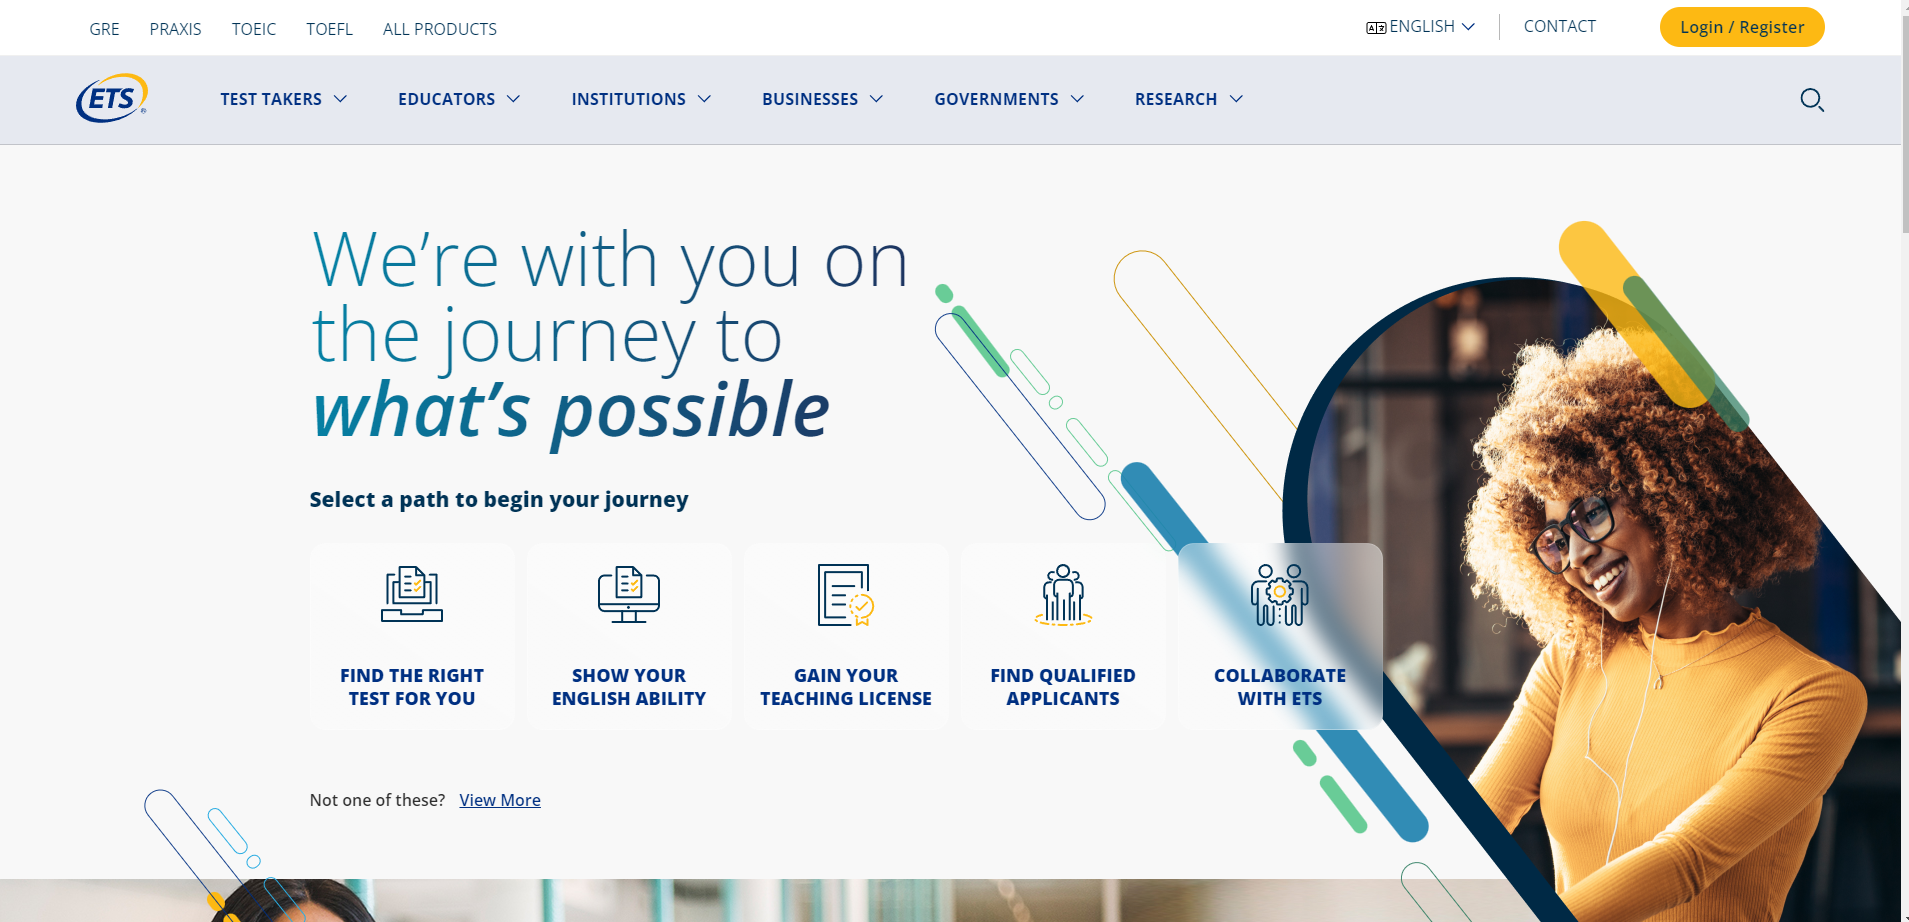 GRE PRAXIS TOEIC TOEFL ALL PRODUCTS ENGLISH CONTACT Login / Register
ETS ® TEST TAKERS EDUCATORS INSTITUTIONS BUSINESSES GOVERNMENTS RESEARCH
We’re with you on
the journey to
what’s possible
Select a path to begin your journey
FIND THE RIGHT
TEST FOR YOU
SHOW YOUR
ENGLISH ABILITY
GAIN YOUR
TEACHING LICENSE
FIND QUALIFIED
APPLICANTS
COLLABORATE
WITH ETS
Not one of these? View More